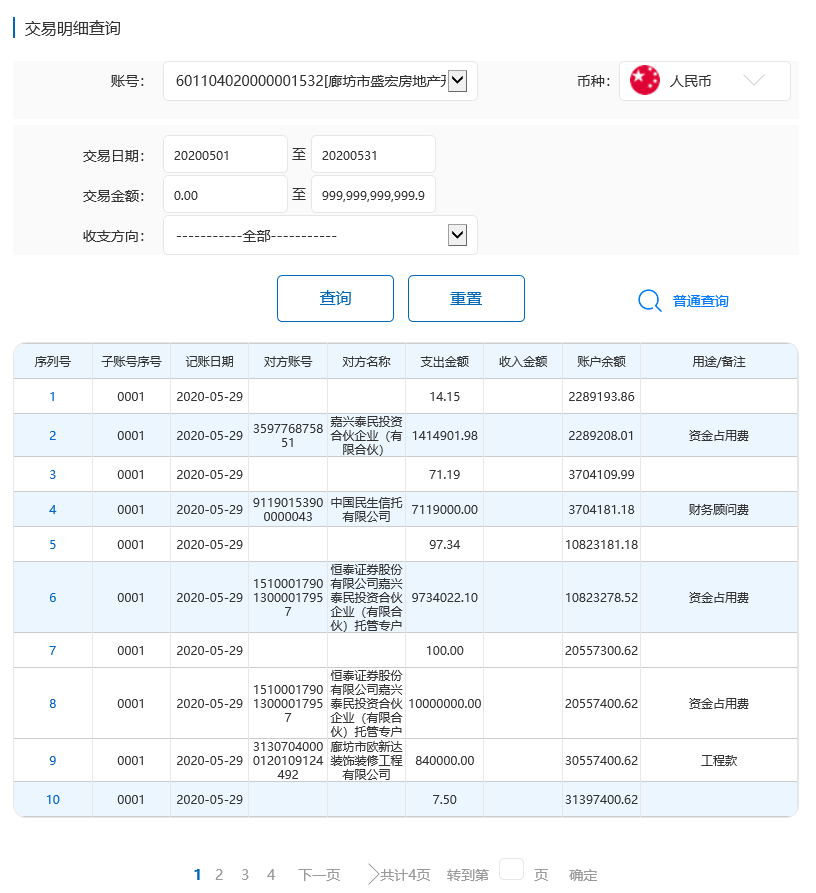 交易明细查询
账号： 601104020000001532[廊坊市盛宏房地产开 币种： 人民币
交易日期： 20200501 至 20200531
交易金额： 0.00 至 999,999,999,999.9
收支方向： -----------全部-----------
查询 重置 普通查询
序列号 子账号序号 记账日期 对方账号 对方名称 支出金额 收入金额 账户余额 用途/备注
1 0001 2020-05-29 14.15 2289193.86
2 0001 2020-05-29 359776875851 嘉兴泰民投资合伙企业（有限合伙） 1414901.98 2289208.01 资金占用费
3 0001 2020-05-29 71.19 3704109.99
4 0001 2020-05-29 91190153900000043 中国民生信托有限公司 7119000.00 3704181.18 财务顾问费
5 0001 2020-05-29 97.34 10823181.18
6 0001 2020-05-29 151000179013000017957 恒泰证券股份有限公司嘉兴泰民投资合伙企业（有限合伙）托管专户 9734022.10 10823278.52 资金占用费
7 0001 2020-05-29 100.00 20557300.62
8 0001 2020-05-29 151000179013000017957 恒泰证券股份有限公司嘉兴泰民投资合伙企业（有限合伙）托管专户 10000000.00 20557400.62 资金占用费
9 0001 2020-05-29 31307040000120109124492 廊坊市欧新达装饰装修工程有限公司 840000.00 30557400.62 工程款
10 0001 2020-05-29 7.50 31397400.62
1 2 3 4 下一页 共计4页 转到第 页 确定